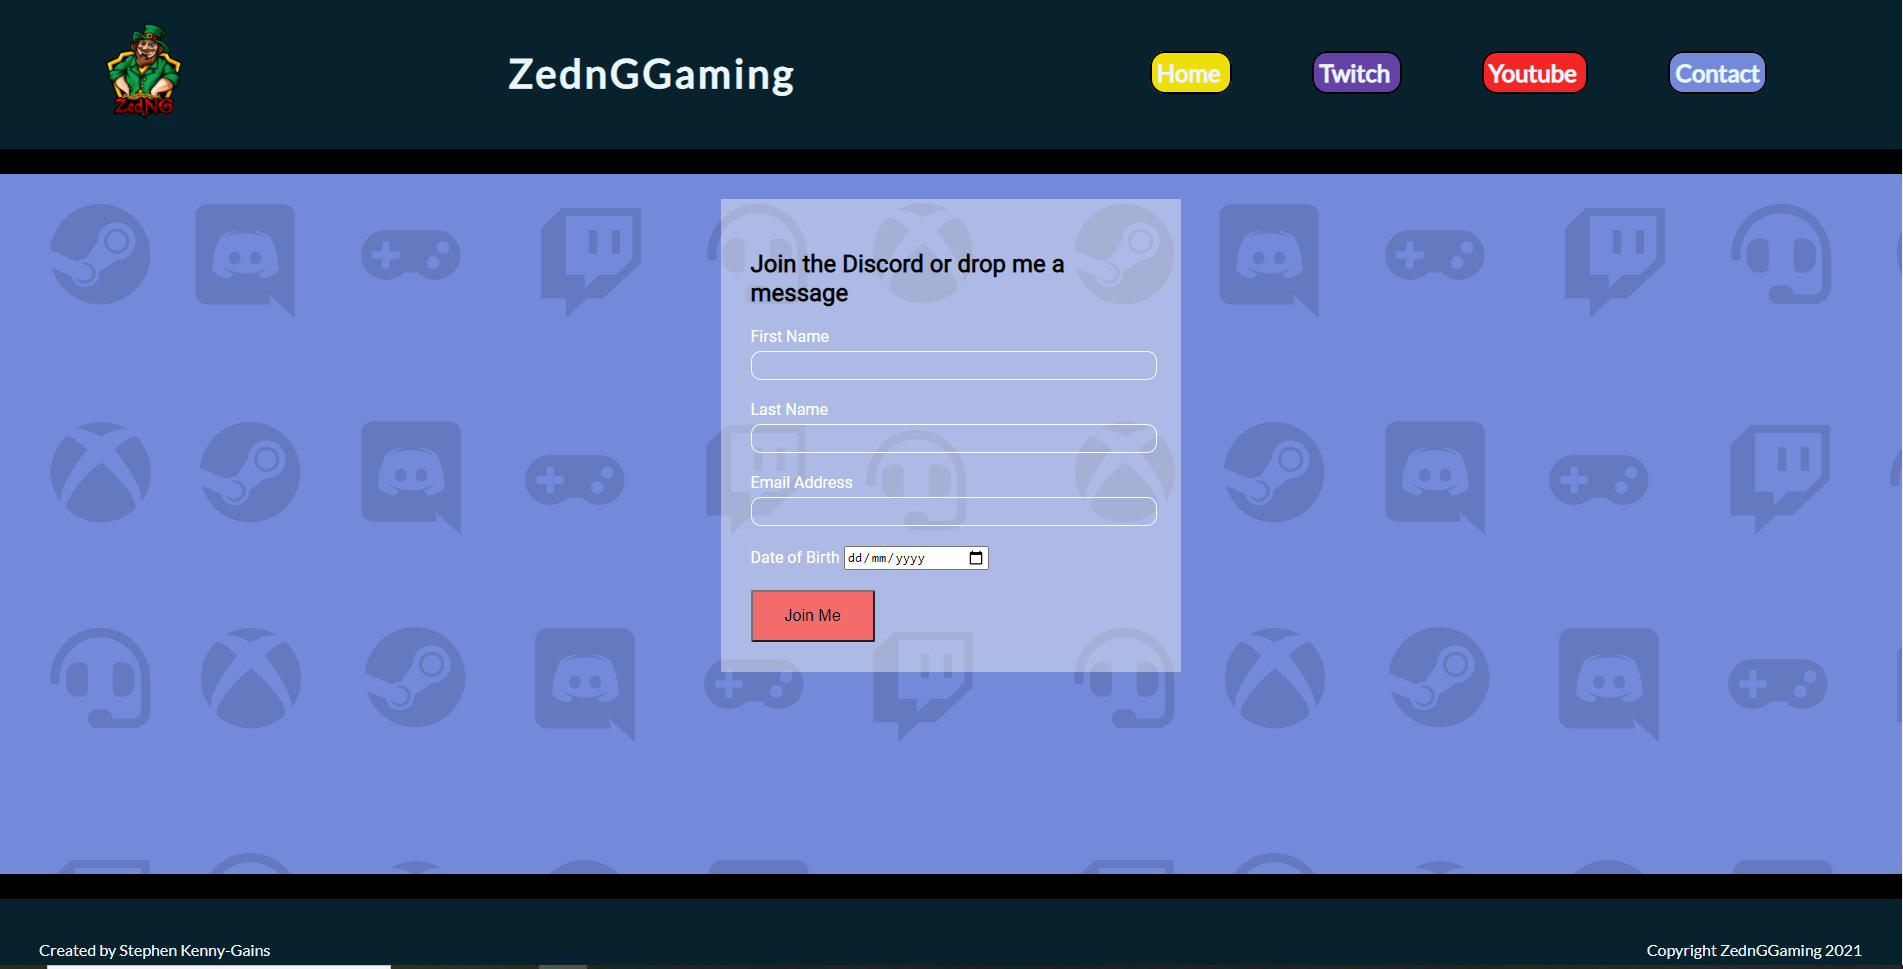 ZedNG
ZednGGaming
Home
Twitch
Youtube
Contact
Join the Discord or drop me a
message
First Name
Last Name
Email Address
Date of Birth dd/mm/yyyy
Join Me
Created by Stephen Kenny-Gains
Copyright ZednGGaming 2021